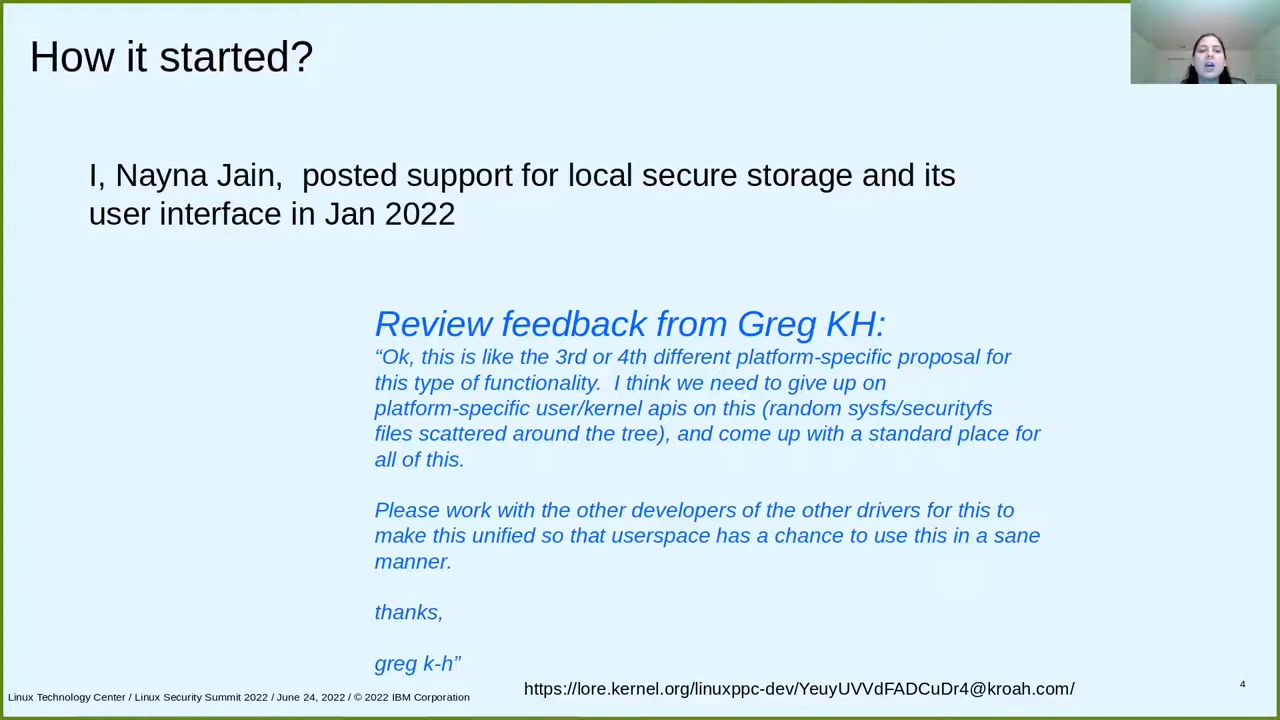 How it started?
I, Nayna Jain,  posted support for local secure storage and its
user interface in Jan 2022
Review feedback from Greg KH:
“Ok, this is like the 3rd or 4th different platform-specific proposal for
this type of functionality.  I think we need to give up on
platform-specific user/kernel apis on this (random sysfs/securityfs
files scattered around the tree), and come up with a standard place for
all of this.
Please work with the other developers of the other drivers for this to
make this unified so that userspace has a chance to use this in a sane
manner.
thanks,
greg k-h”
https://lore.kernel.org/linuxppc-dev/YeuyUVVdFADCuDr4@kroah.com/
Linux Technology Center / Linux Security Summit 2022 / June 24, 2022 / © 2022 IBM Corporation
4